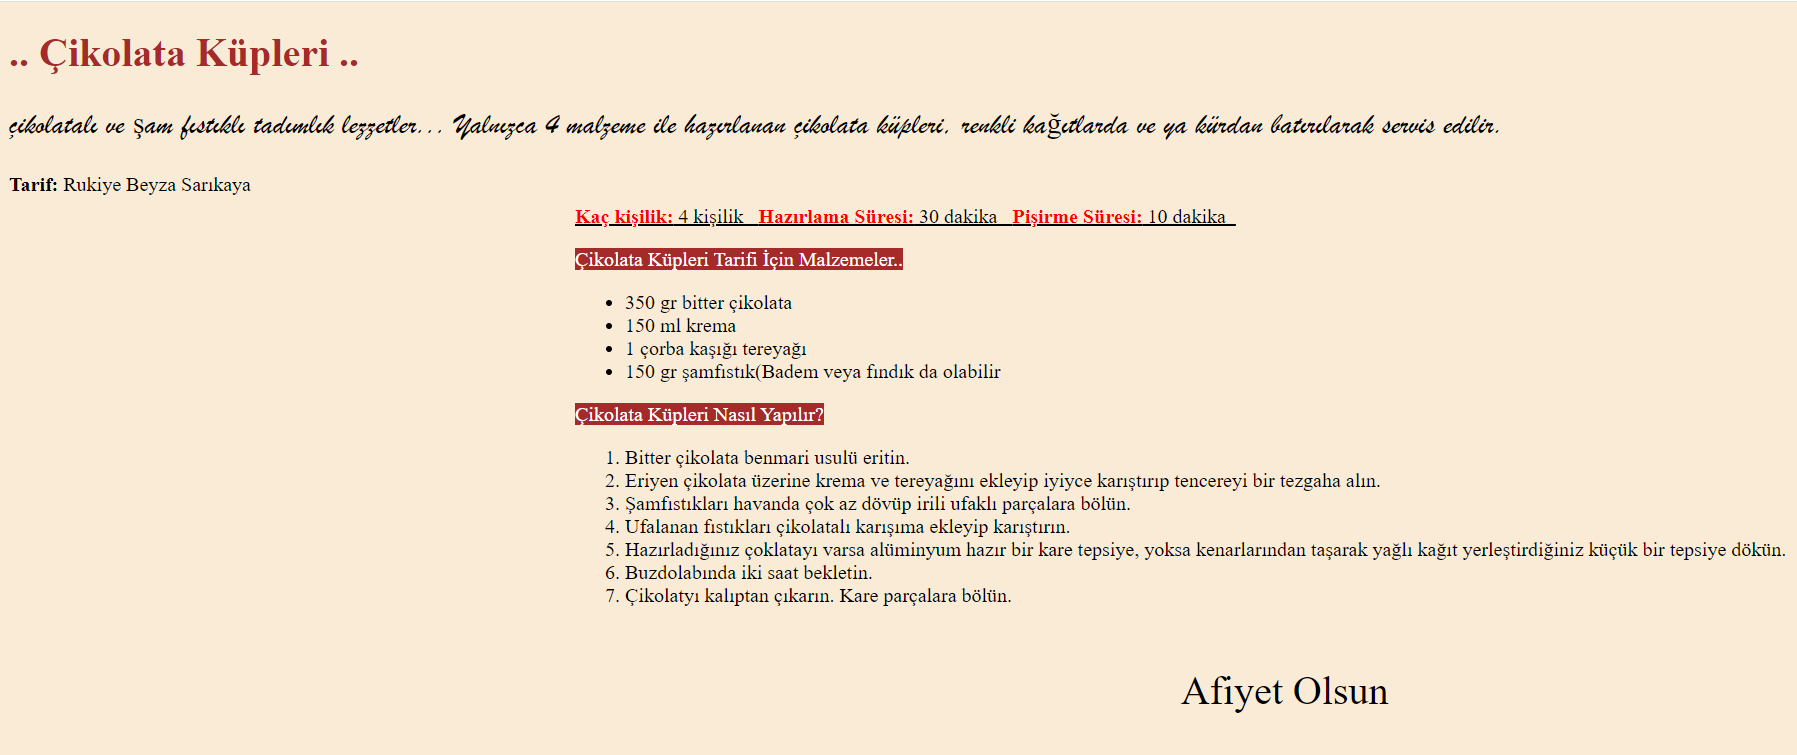 .. Çikolata Küpleri ..
çikolatalı ve Şam fıstıklı tadımlık lezzetler... Yalnızca 4 malzeme ile hazırlanan çikolata küpleri, renkli kağıtlarda ve ya kürdan batırılarak servis edilir.
Tarif: Rukiye Beyza Sarıkaya
Kaç kişilik: 4 kişilik Hazırlama Süresi: 30 dakika Pişirme Süresi: 10 dakika
Çikolata Küpleri Tarifi İçin Malzemeler..
• 350 gr bitter çikolata
• 150 ml krema
• 1 çorba kaşığı tereyağı
• 150 gr şamfıstık(Badem veya fındık da olabilir
Çikolata Küpleri Nasıl Yapılır?
1. Bitter çikolata benmari usulü eritin.
2. Eriyen çikolata üzerine krema ve tereyağını ekleyip iyiyce karıştırıp tencereyi bir tezgaha alın.
3. Şamfıstıkları havanda çok az dövüp irili ufaklı parçalara bölün.
4. Ufalanan fıstıkları çikolatalı karışıma ekleyip karıştırın.
5. Hazırladığınız çoklatayı varsa alüminyum hazır bir kare tepsiye, yoksa kenarlarından taşarak yağlı kağıt yerleştirdiğiniz küçük bir tepsiye dökün.
6. Buzdolabında iki saat bekletin.
7. Çikolatyı kalıptan çıkarın. Kare parçalara bölün.
Afiyet Olsun